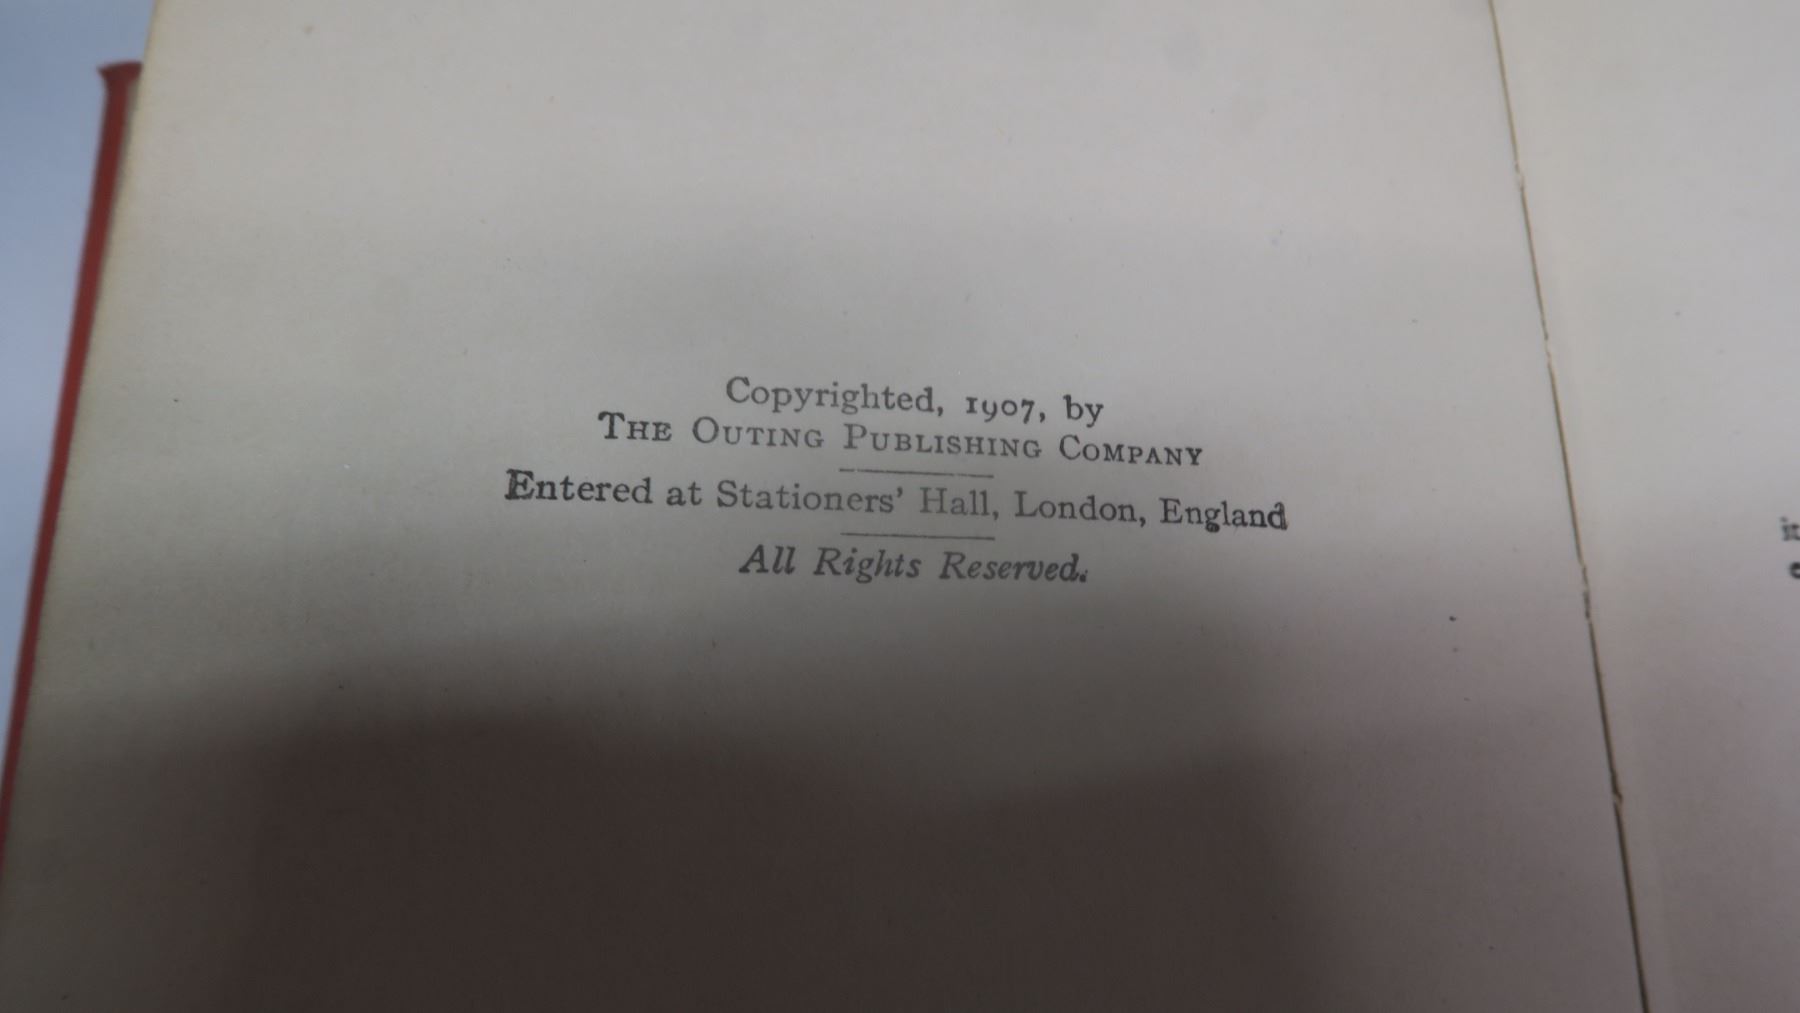 Copyrighted, 1907, by
THE OUTING PUBLISHING COMPANY
Entered at Stationers' Hall, London, England
All Rights Reserved.